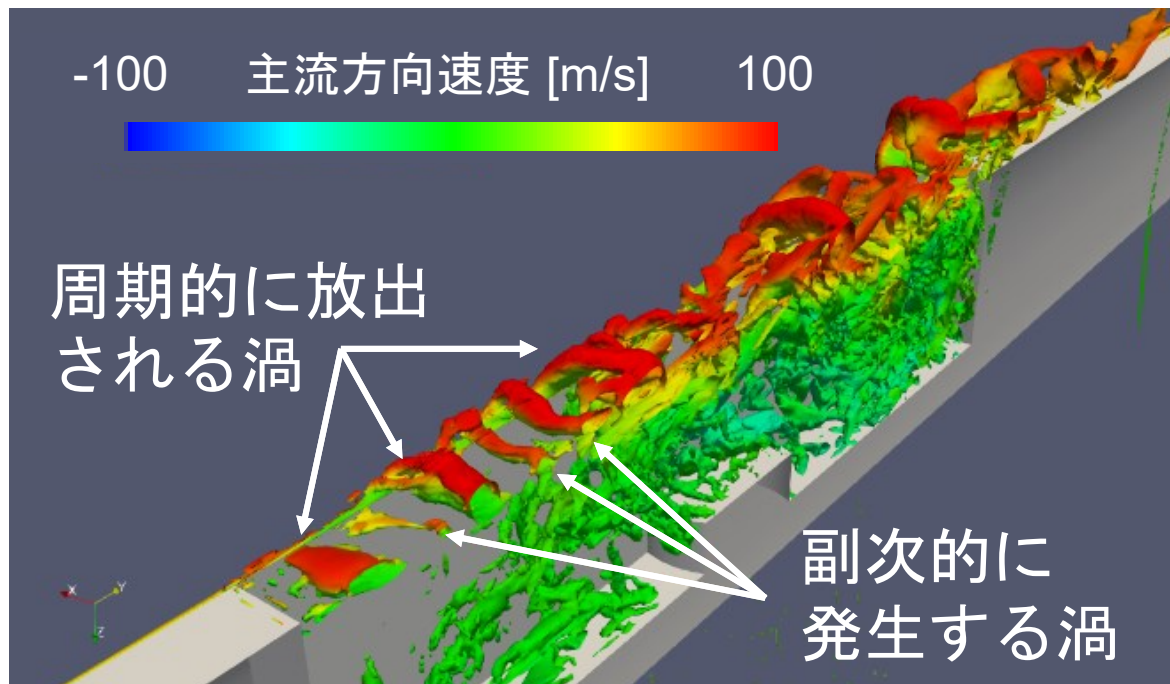 -100 主流方向速度 [m/s] 100
周期的に放出
される渦
副次的に
発生する渦
X
Y
Z